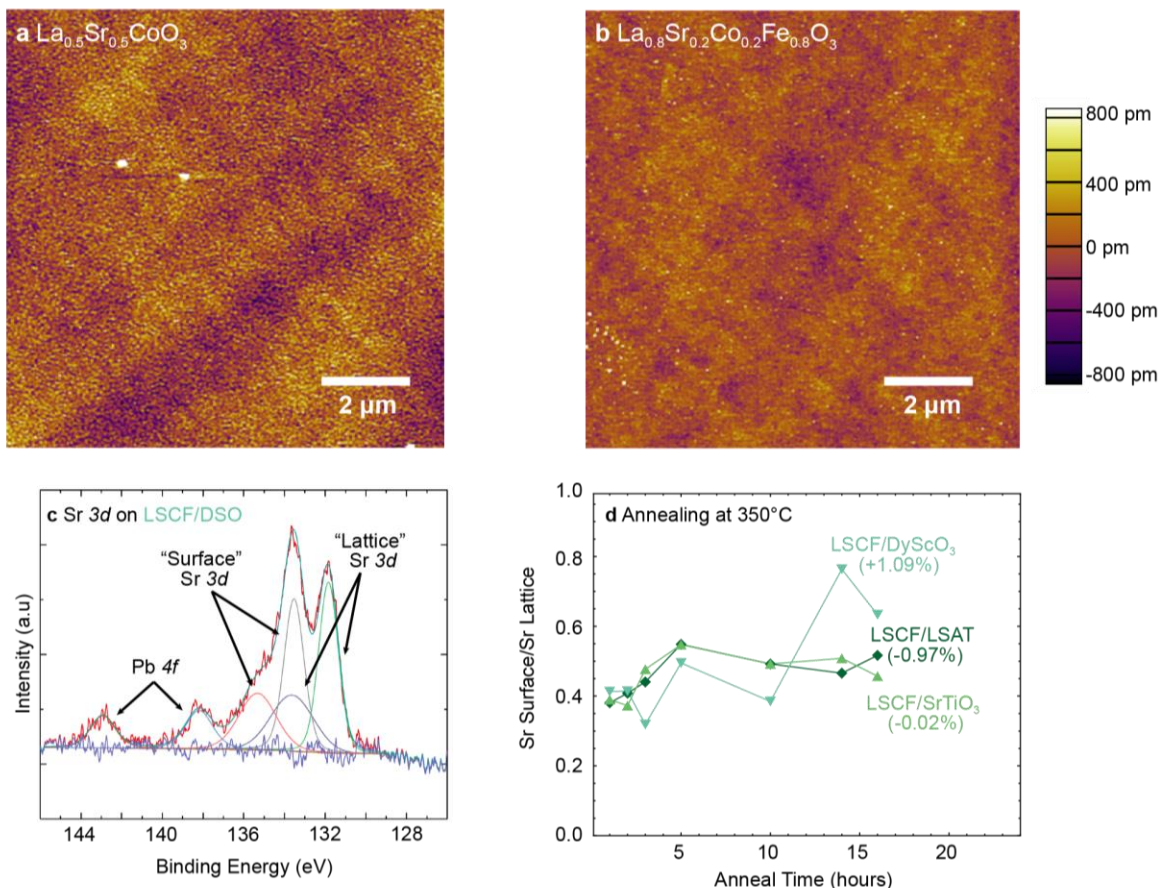 a La₀.₅Sr₀.₅CoO₃
2 µm
b La₀.₈Sr₀.₂Co₀.₂Fe₀.₈O₃
2 µm
800 pm
400 pm
0 pm
-400 pm
-800 pm
c Sr 3d on LSCF/DSO
"Surface"
Sr 3d
"Lattice"
Sr 3d
Pb 4f
Intensity (a.u)
144
140
136
132
128
Binding Energy (eV)
d Annealing at 350°C
LSCF/DyScO₃
(+1.09%)
LSCF/LSAT
(-0.97%)
LSCF/SrTiO₃
(-0.02%)
Sr Surface/Sr Lattice
1.0
0.8
0.6
0.4
0.2
0.0
5
10
15
20
Anneal Time (hours)